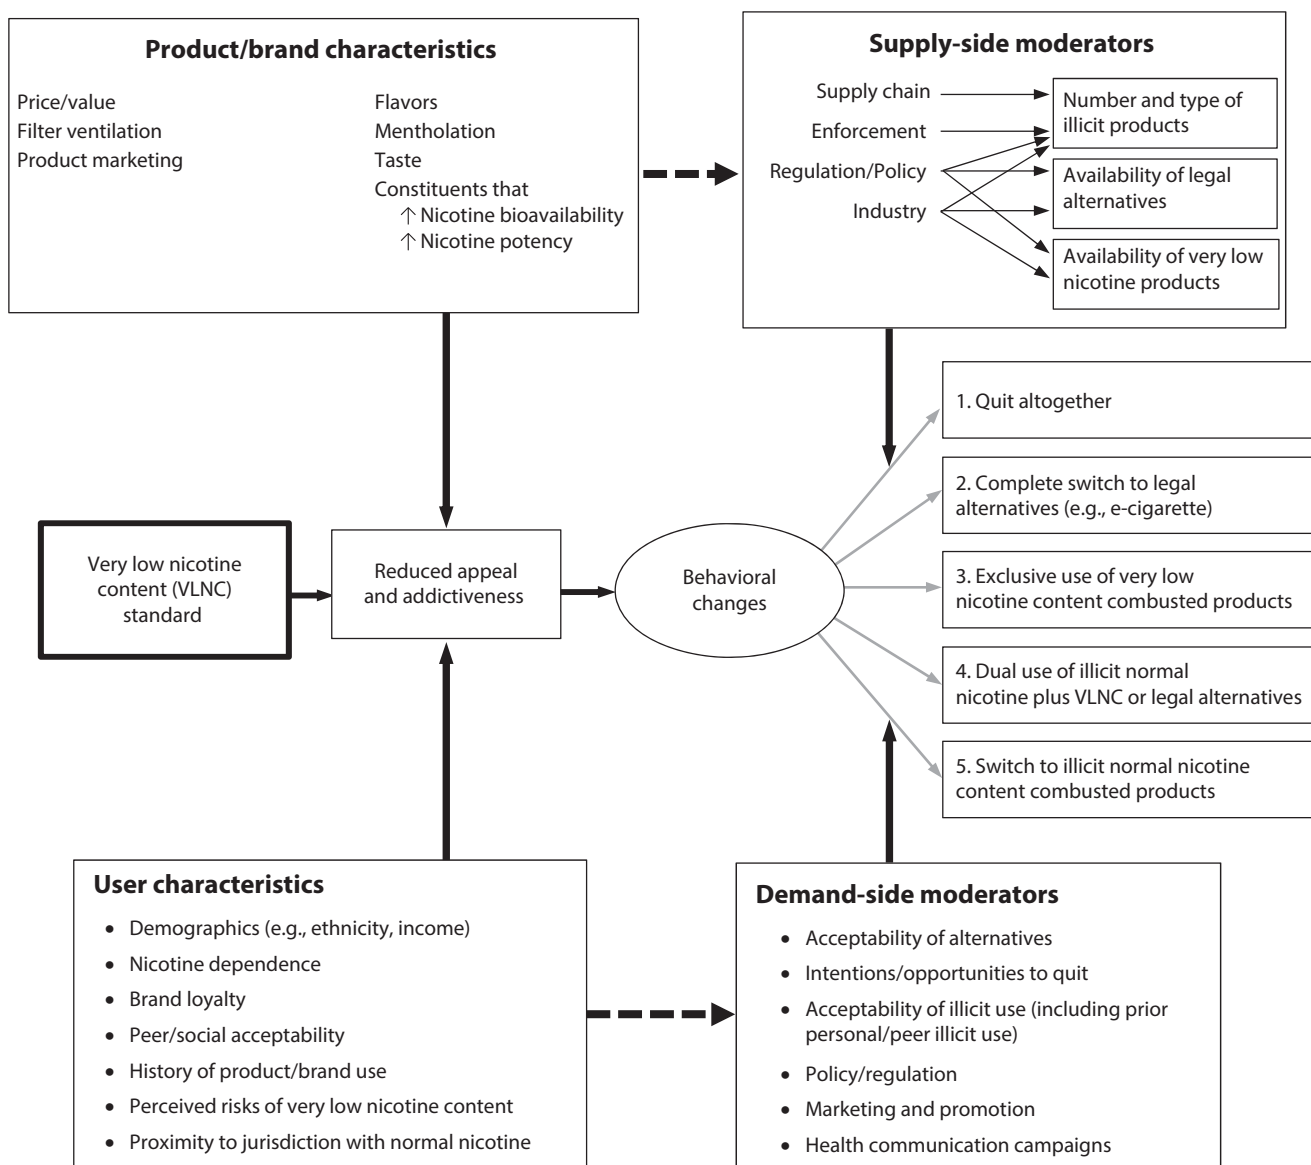 Product/brand characteristics
Price/value
Filter ventilation
Product marketing
Flavors
Mentholation
Taste
Constituents that
↑ Nicotine bioavailability
↑ Nicotine potency
Supply-side moderators
Supply chain
Enforcement
Regulation/Policy
Industry
Number and type of
illicit products
Availability of legal
alternatives
Availability of very low
nicotine products
Very low nicotine
content (VLNC)
standard
Reduced appeal
and addictiveness
Behavioral
changes
1. Quit altogether
2. Complete switch to legal
alternatives (e.g., e-cigarette)
3. Exclusive use of very low
nicotine content combusted products
4. Dual use of illicit normal
nicotine plus VLNC or legal alternatives
5. Switch to illicit normal nicotine
content combusted products
User characteristics
• Demographics (e.g., ethnicity, income)
• Nicotine dependence
• Brand loyalty
• Peer/social acceptability
• History of product/brand use
• Perceived risks of very low nicotine content
• Proximity to jurisdiction with normal nicotine
Demand-side moderators
• Acceptability of alternatives
• Intentions/opportunities to quit
• Acceptability of illicit use (including prior
personal/peer illicit use)
• Policy/regulation
• Marketing and promotion
• Health communication campaigns